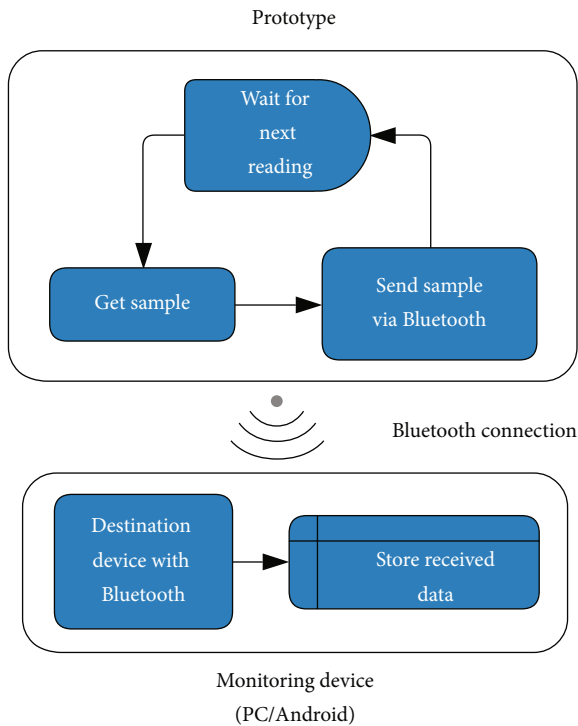 Prototype
Wait for
next
reading
Get sample
Send sample
via Bluetooth
Bluetooth connection
Destination
device with
Bluetooth
Store received
data
Monitoring device
(PC/Android)